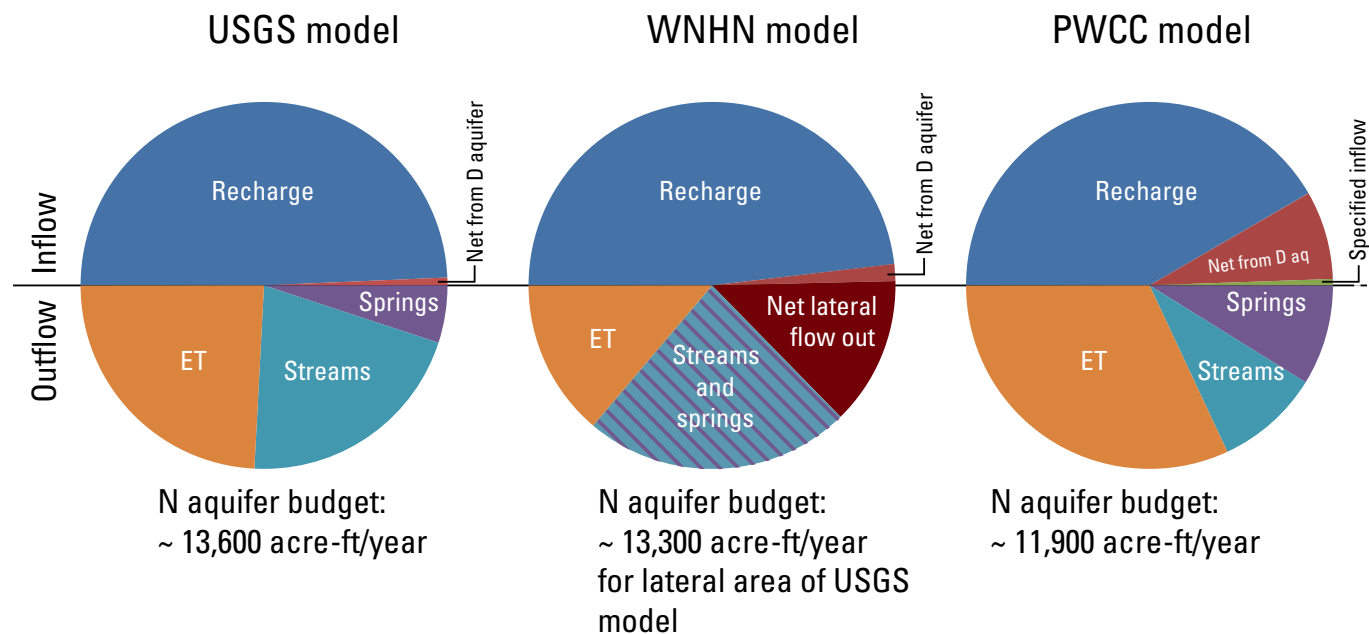 USGS model
WNHN model
PWCC model
Inflow
Outflow
Recharge
Net from D aquifer
Springs
ET
Streams
N aquifer budget:
~ 13,600 acre-ft/year
Recharge
Net from D aquifer
Net lateral
flow out
ET
Streams
and
springs
N aquifer budget:
~ 13,300 acre-ft/year
for lateral area of USGS
model
Recharge
Net from D aq
Specified inflow
Springs
ET
Streams
N aquifer budget:
~ 11,900 acre-ft/year